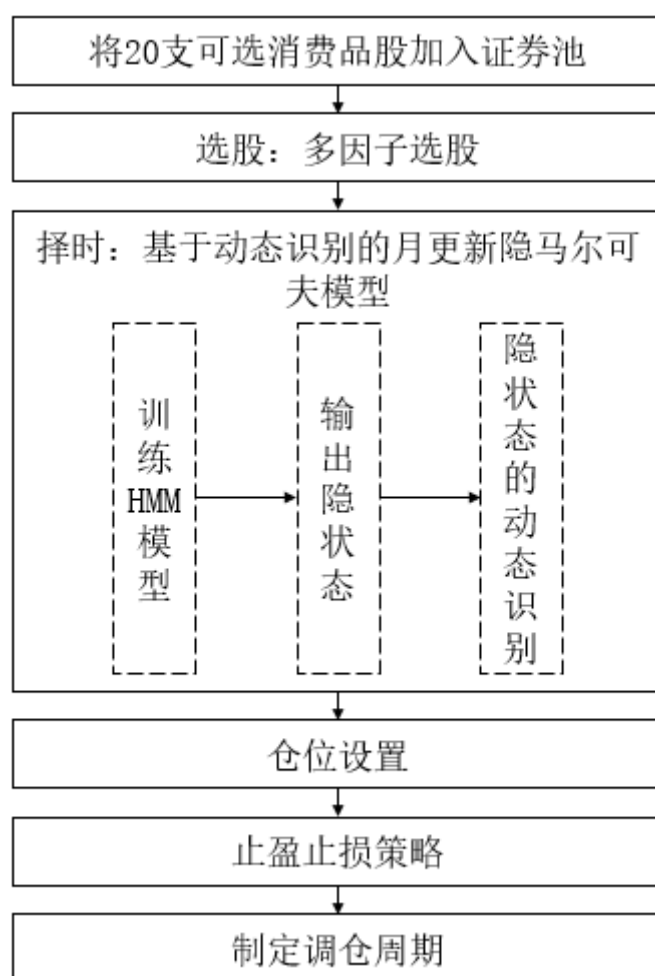 将20支可选消费品股加入证券池
选股：多因子选股
择时：基于动态识别的月更新隐马尔可
夫模型
训
练
HMM
模
型
输
出
隐
状
态
隐
状
态
的
动
态
识
别
仓位设置
止盈止损策略
制定调仓周期